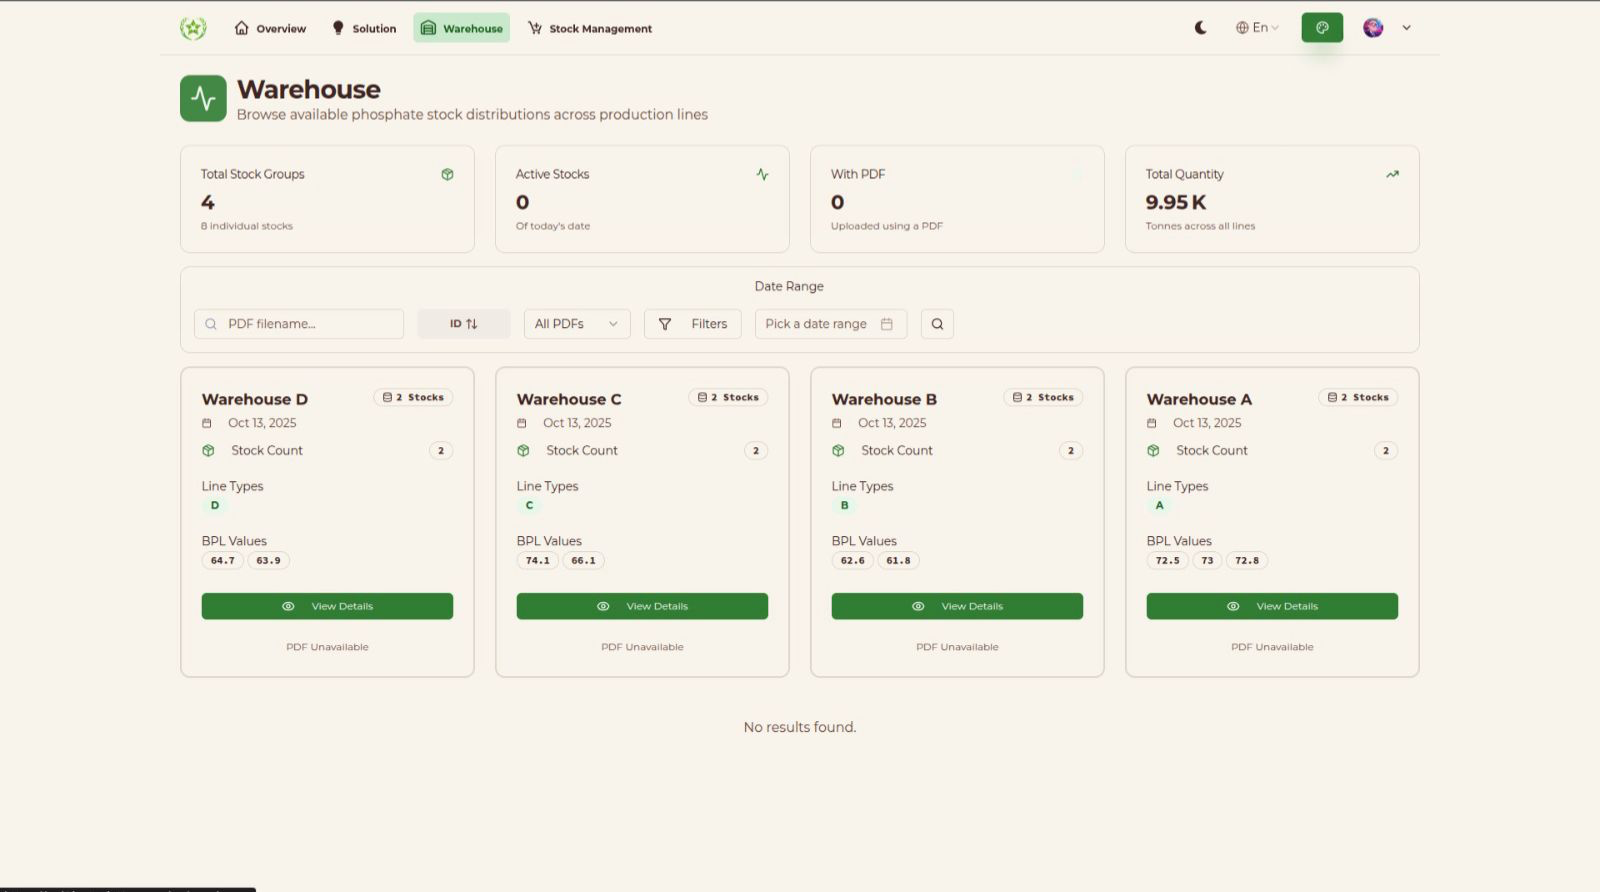 Overview
Solution
Warehouse
Stock Management
En
Warehouse
Browse available phosphate stock distributions across production lines
Total Stock Groups
4
8 individual stocks
Active Stocks
0
Of today's date
With PDF
0
Uploaded using a PDF
Total Quantity
9.95 K
Tonnes across all lines
Date Range
PDF filename...
ID
All PDFs
Filters
Pick a date range
Warehouse D
2 Stocks
Oct 13, 2025
Stock Count
2
Line Types
D
BPL Values
64.7
63.9
View Details
PDF Unavailable
Warehouse C
2 Stocks
Oct 13, 2025
Stock Count
2
Line Types
C
BPL Values
74.1
66.1
View Details
PDF Unavailable
Warehouse B
2 Stocks
Oct 13, 2025
Stock Count
2
Line Types
B
BPL Values
62.6
61.8
View Details
PDF Unavailable
Warehouse A
2 Stocks
Oct 13, 2025
Stock Count
2
Line Types
A
BPL Values
72.5
73
72.8
View Details
PDF Unavailable
No results found.